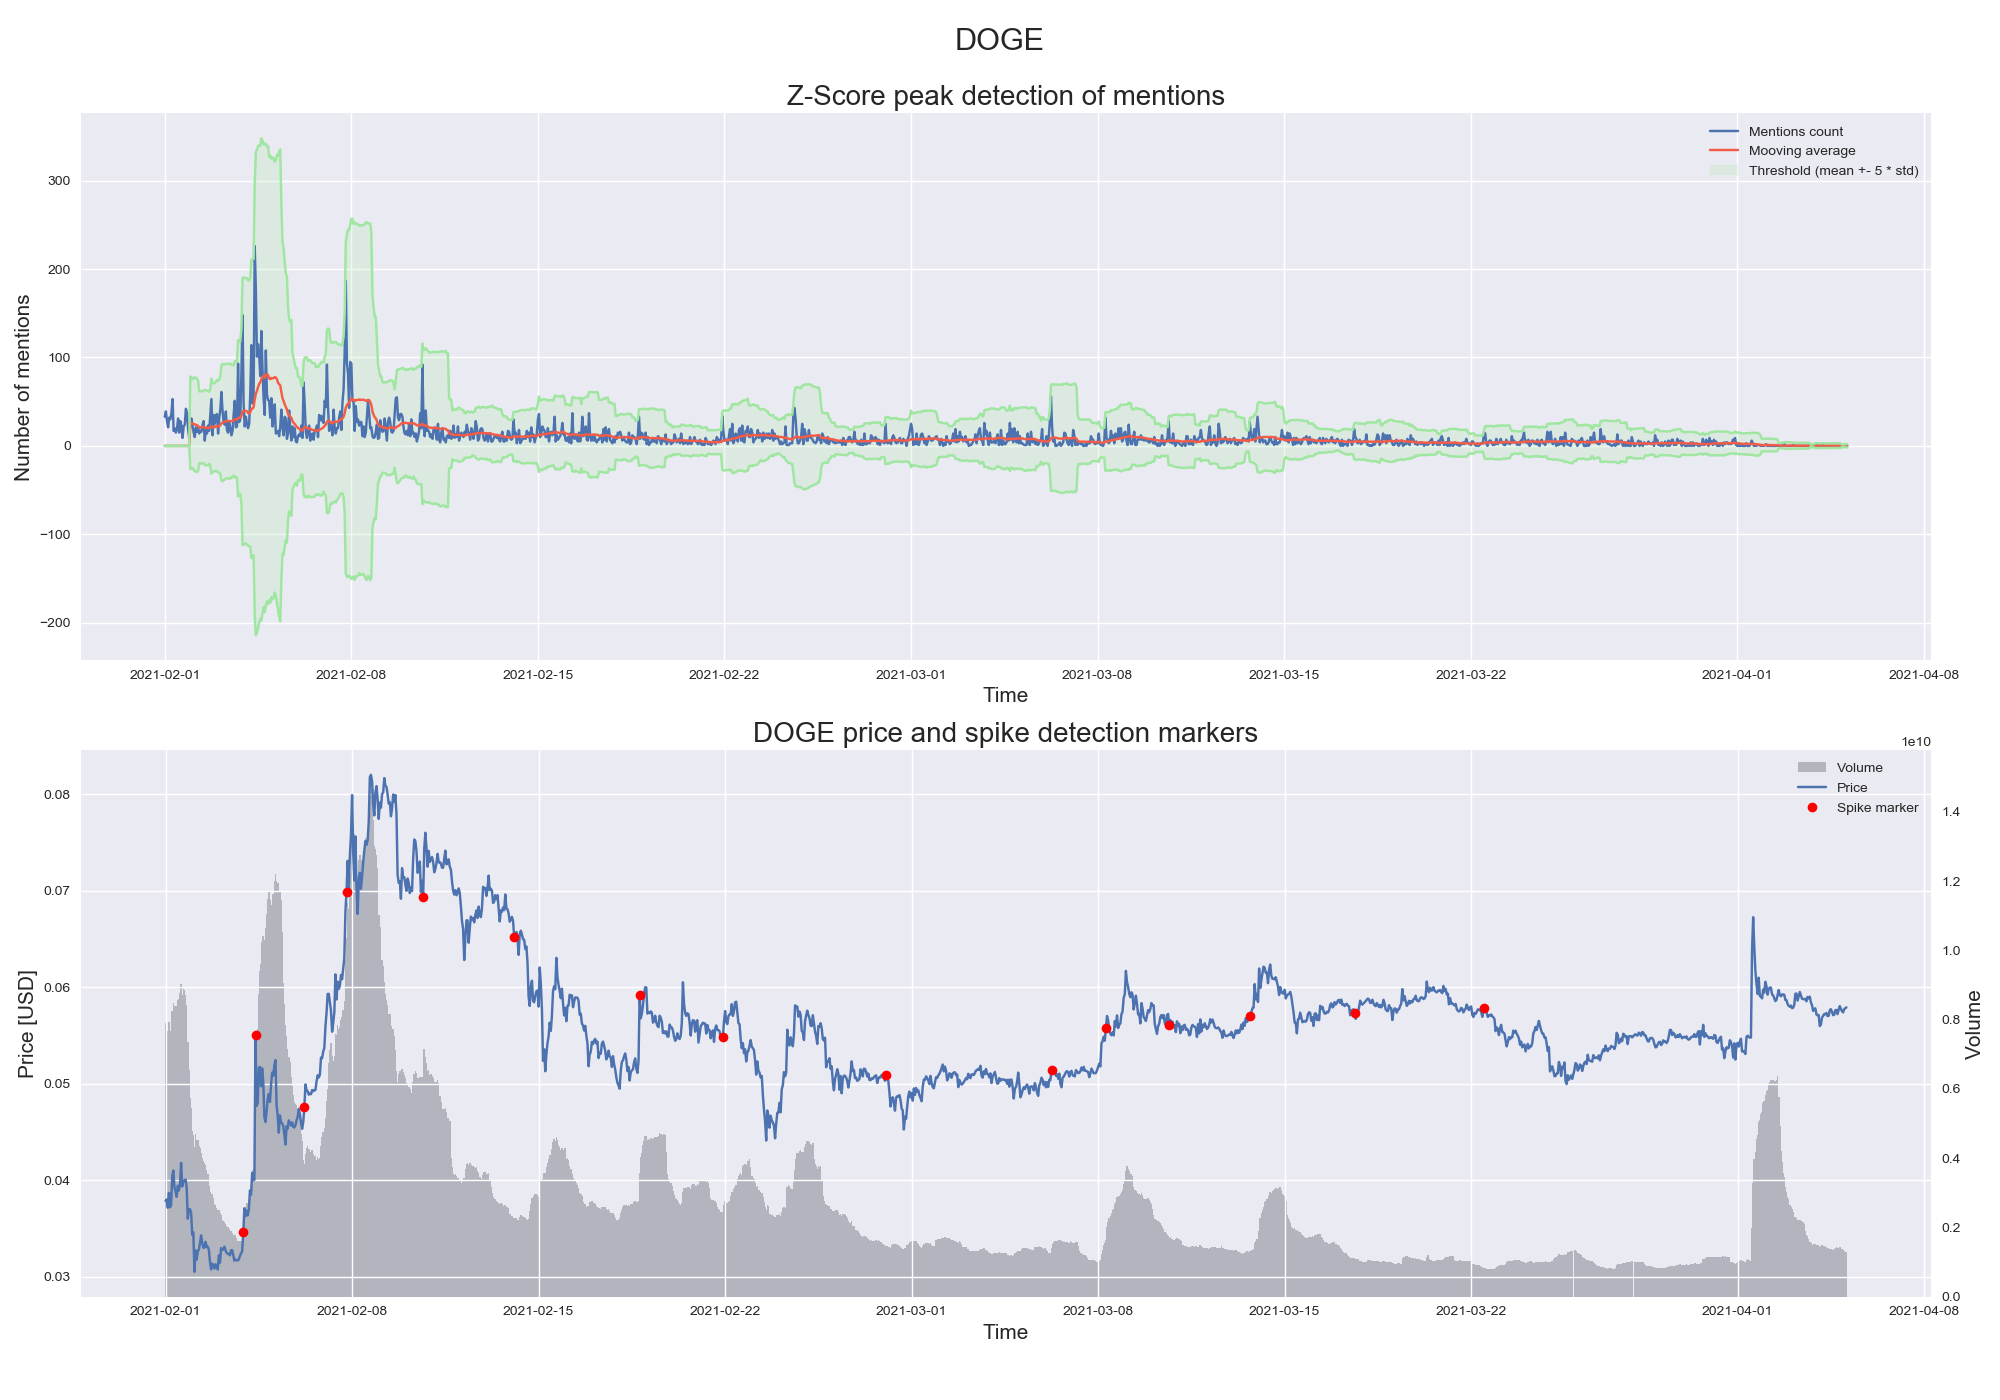 DOGE
Z-Score peak detection of mentions
Mentions count
Mooving average
Threshold (mean +- 5 * std)
Number of mentions
300
200
100
0
−100
−200
2021-02-01 2021-02-08 2021-02-15 2021-02-22 2021-03-01 2021-03-08 2021-03-15 2021-03-22 2021-04-01 2021-04-08
Time
DOGE price and spike detection markers
1e10
Volume
Price
Spike marker
Price [USD]
0.08
0.07
0.06
0.05
0.04
0.03
1.4
1.2
1.0
0.8
0.6
0.4
0.2
0.0
Volume
2021-02-01 2021-02-08 2021-02-15 2021-02-22 2021-03-01 2021-03-08 2021-03-15 2021-03-22 2021-04-01 2021-04-08
Time